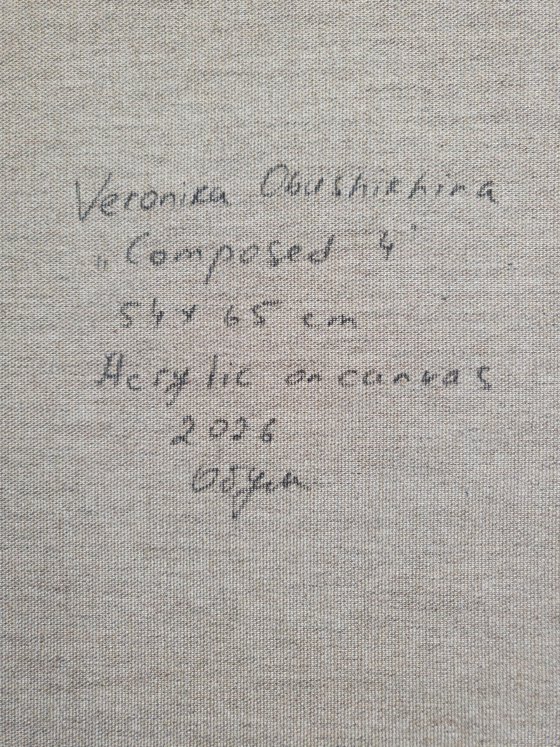 Veronika Obushikhina
„Composed 4"
54x65 cm
Acrylic on canvas
2026